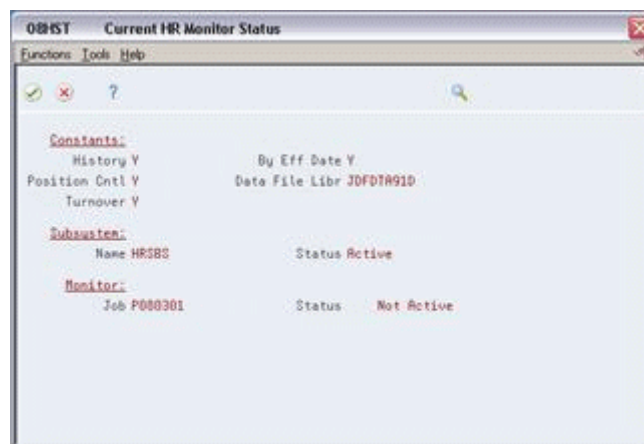 08HST Current HR Monitor Status
Functions Tools Help
?
Constants:
History Y By Eff Date Y
Position Cntl Y Data File Libr JDFDTA91D
Turnover Y
Subsystem:
Name HRSBS Status Active
Monitor:
Job P080301 Status Not Active